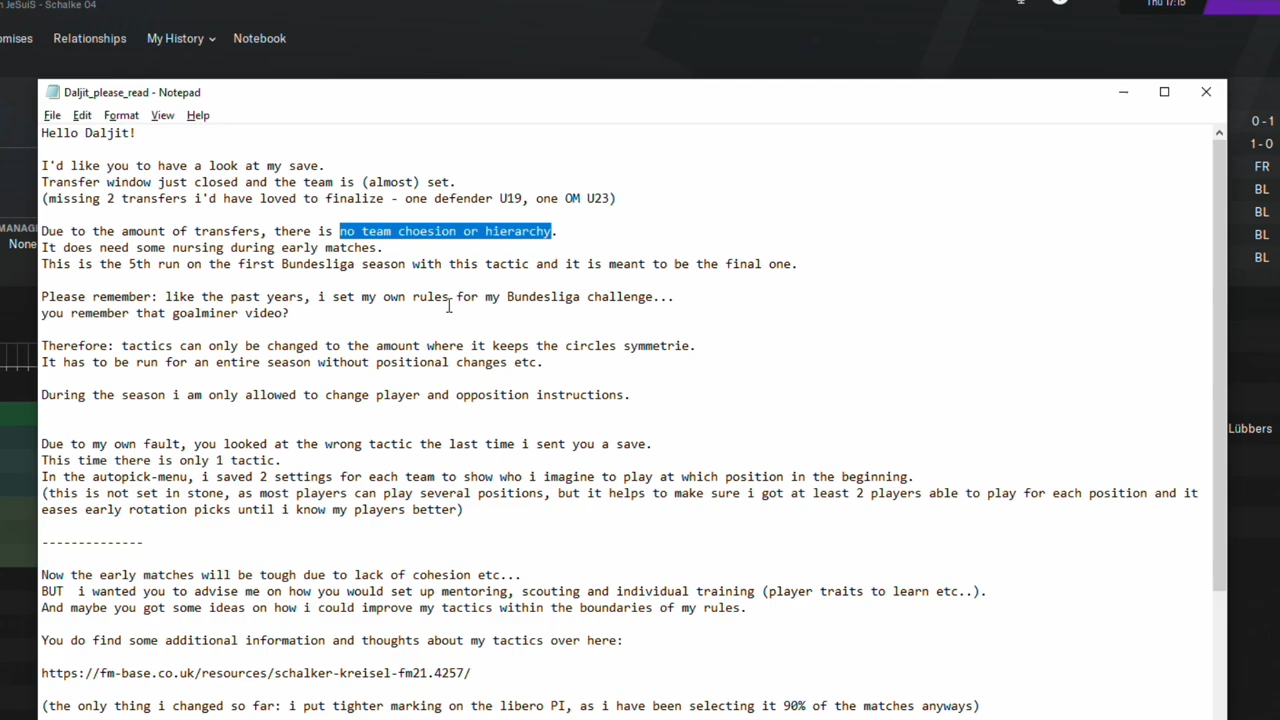 JeSuiS - Schalke 04
Thu 17:15
omises Relationships My History Notebook
Daljit_please_read - Notepad
File Edit Format View Help
Hello Daljit!
I'd like you to have a look at my save.
Transfer window just closed and the team is (almost) set.
(missing 2 transfers i'd have loved to finalize - one defender U19, one OM U23)
Due to the amount of transfers, there is no team choesion or hierarchy.
It does need some nursing during early matches.
This is the 5th run on the first Bundesliga season with this tactic and it is meant to be the final one.
Please remember: like the past years, i set my own rules for my Bundesliga challenge...
you remember that goalminer video?
Therefore: tactics can only be changed to the amount where it keeps the circles symmetrie.
It has to be run for an entire season without positional changes etc.
During the season i am only allowed to change player and opposition instructions.
Due to my own fault, you looked at the wrong tactic the last time i sent you a save.
This time there is only 1 tactic.
In the autopick-menu, i saved 2 settings for each team to show who i imagine to play at which position in the beginning.
(this is not set in stone, as most players can play several positions, but it helps to make sure i got at least 2 players able to play for each position and it
eases early rotation picks until i know my players better)
--------------
Now the early matches will be tough due to lack of cohesion etc...
BUT  i wanted you to advise me on how you would set up mentoring, scouting and individual training (player traits to learn etc..).
And maybe you got some ideas on how i could improve my tactics within the boundaries of my rules.
You do find some additional information and thoughts about my tactics over here:
https://fm-base.co.uk/resources/schalker-kreisel-fm21.4257/
(the only thing i changed so far: i put tighter marking on the libero PI, as i have been selecting it 90% of the matches anyways)
MANAG
None
0 - 1
1 - 0
FR
BL
BL
BL
BL
Lübbers